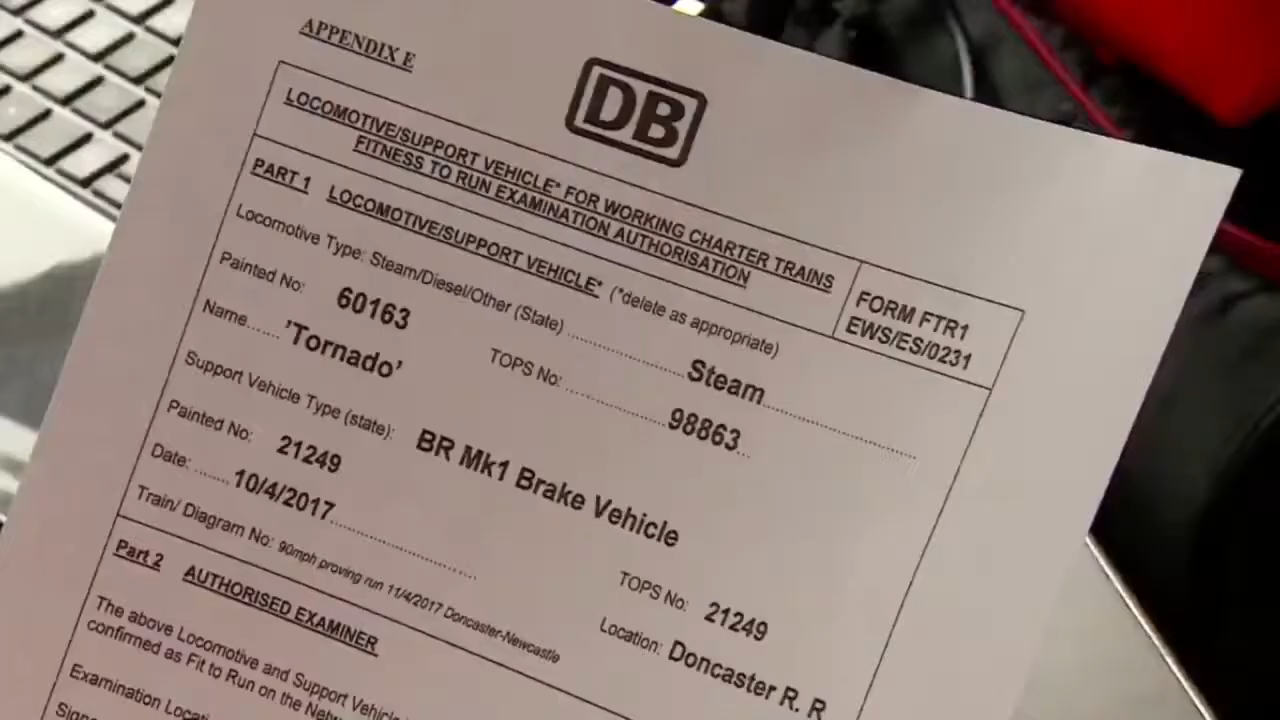 APPENDIX E
DB
LOCOMOTIVE/SUPPORT VEHICLE* FOR WORKING CHARTER TRAINS
FITNESS TO RUN EXAMINATION AUTHORISATION
FORM FTR1
EWS/ES/0231
PART 1 LOCOMOTIVE/SUPPORT VEHICLE* (*delete as appropriate)
Locomotive Type: Steam/Diesel/Other (State) .................... Steam..............................
Painted No: 60163 TOPS No: ....................98863...
Name...... 'Tornado'
Support Vehicle Type (state): BR Mk1 Brake Vehicle
Painted No: 21249 TOPS No: 21249
Date: ...... 10/4/2017........................ Location: Doncaster R. R
Train/ Diagram No: 90mph proving run 11/4/2017 Doncaster-Newcastle
Part 2 AUTHORISED EXAMINER
The above Locomotive and Support
confirmed as Fit to Run on the
Examination